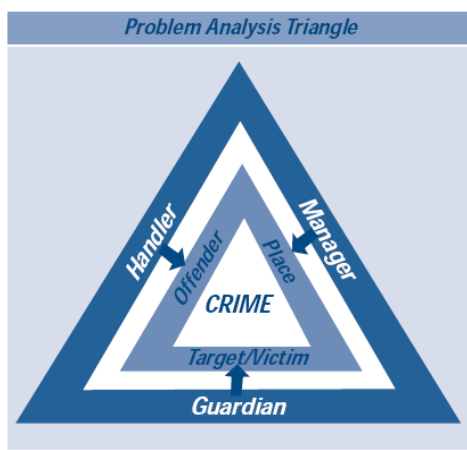 Problem Analysis Triangle
Handler
Manager
Offender
Place
CRIME
Target/Victim
Guardian